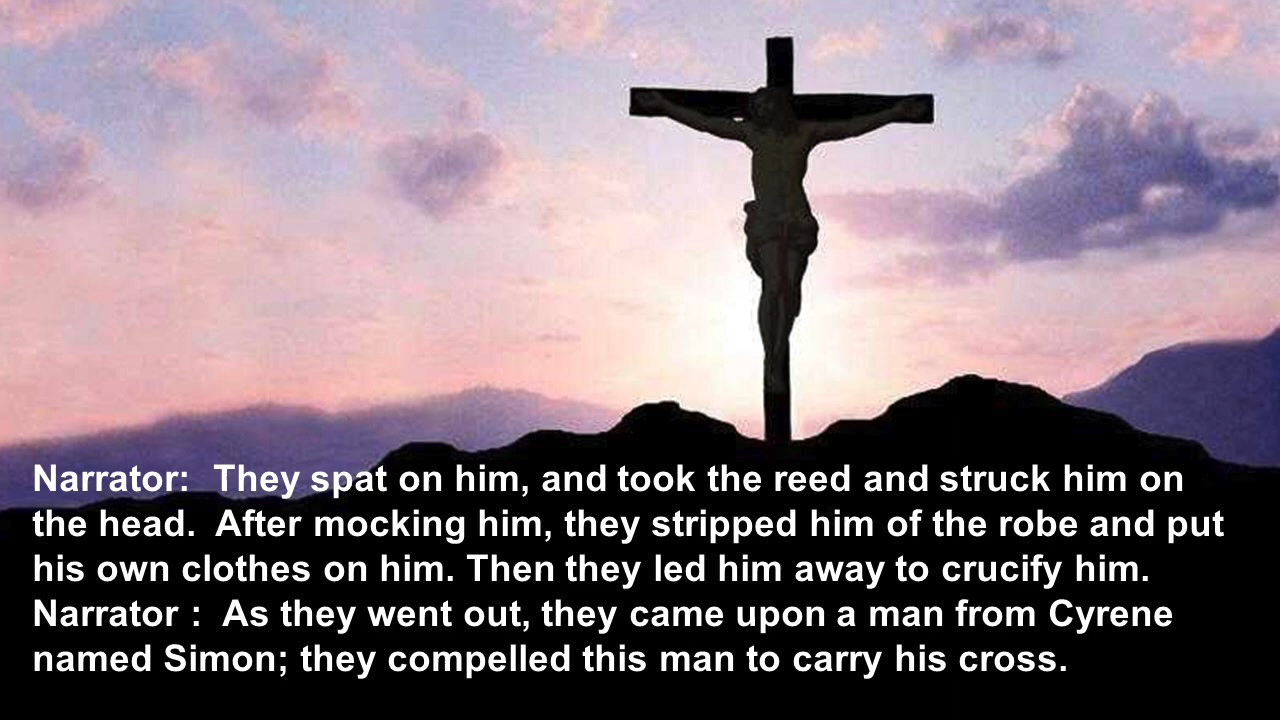 Narrator:  They spat on him, and took the reed and struck him on
the head.  After mocking him, they stripped him of the robe and put
his own clothes on him. Then they led him away to crucify him.
Narrator :  As they went out, they came upon a man from Cyrene
named Simon; they compelled this man to carry his cross.